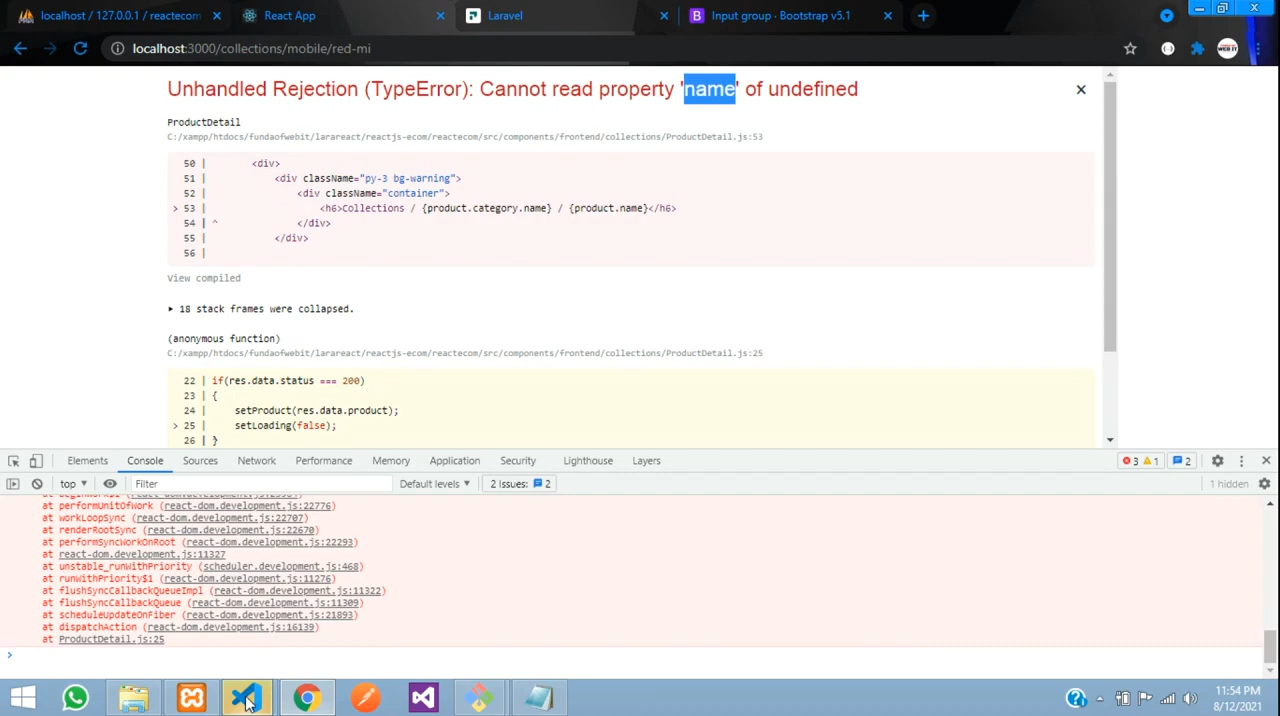 localhost / 127.0.0.1 / reactecom
React App
Laravel
Input group · Bootstrap v5.1
localhost:3000/collections/mobile/red-mi
Unhandled Rejection (TypeError): Cannot read property 'name' of undefined
ProductDetail
C:/xampp/htdocs/fundaofwebit/larareact/reactjs-ecom/reactecom/src/components/frontend/collections/ProductDetail.js:53
50 | <div>
51 | <div className="py-3 bg-warning">
52 | <div className="container">
> 53 | <h6>Collections / {product.category.name} / {product.name}</h6>
54 | ^ </div>
55 | </div>
56 |
View compiled
▸ 18 stack frames were collapsed.
(anonymous function)
C:/xampp/htdocs/fundaofwebit/larareact/reactjs-ecom/reactecom/src/components/frontend/collections/ProductDetail.js:25
22 | if(res.data.status === 200)
23 | {
24 | setProduct(res.data.product);
> 25 | setLoading(false);
26 | }
Elements Console Sources Network Performance Memory Application Security Lighthouse Layers 3 1 2
top Filter Default levels 2 Issues: 2 1 hidden
at performUnitOfWork (react-dom.development.js:22776)
at workLoopSync (react-dom.development.js:22707)
at renderRootSync (react-dom.development.js:22670)
at performSyncWorkOnRoot (react-dom.development.js:22293)
at react-dom.development.js:11327
at unstable_runWithPriority (scheduler.development.js:468)
at runWithPriority$1 (react-dom.development.js:11276)
at flushSyncCallbackQueueImpl (react-dom.development.js:11322)
at flushSyncCallbackQueue (react-dom.development.js:11309)
at scheduleUpdateOnFiber (react-dom.development.js:21893)
at dispatchAction (react-dom.development.js:16139)
at ProductDetail.js:25
11:54 PM
8/12/2021